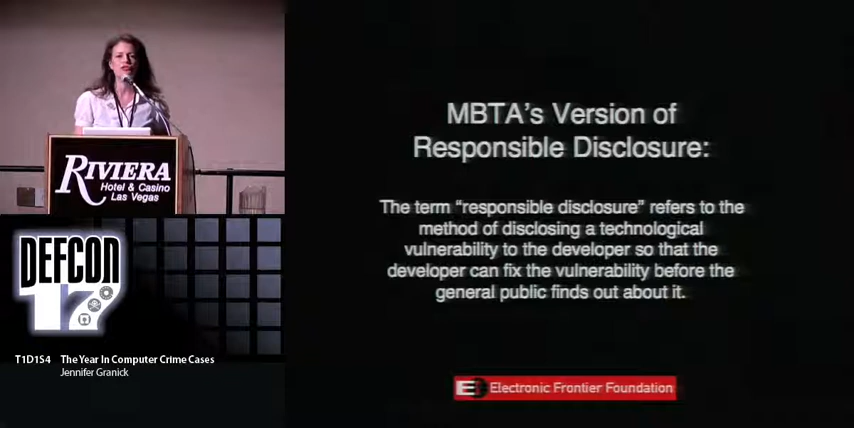 RIVIERA
Hotel & Casino
Las Vegas
DEFCON
17
T1D1S4 The Year In Computer Crime Cases
Jennifer Granick
MBTA's Version of
Responsible Disclosure:
The term “responsible disclosure” refers to the
method of disclosing a technological
vulnerability to the developer so that the
developer can fix the vulnerability before the
general public finds out about it.
Electronic Frontier Foundation